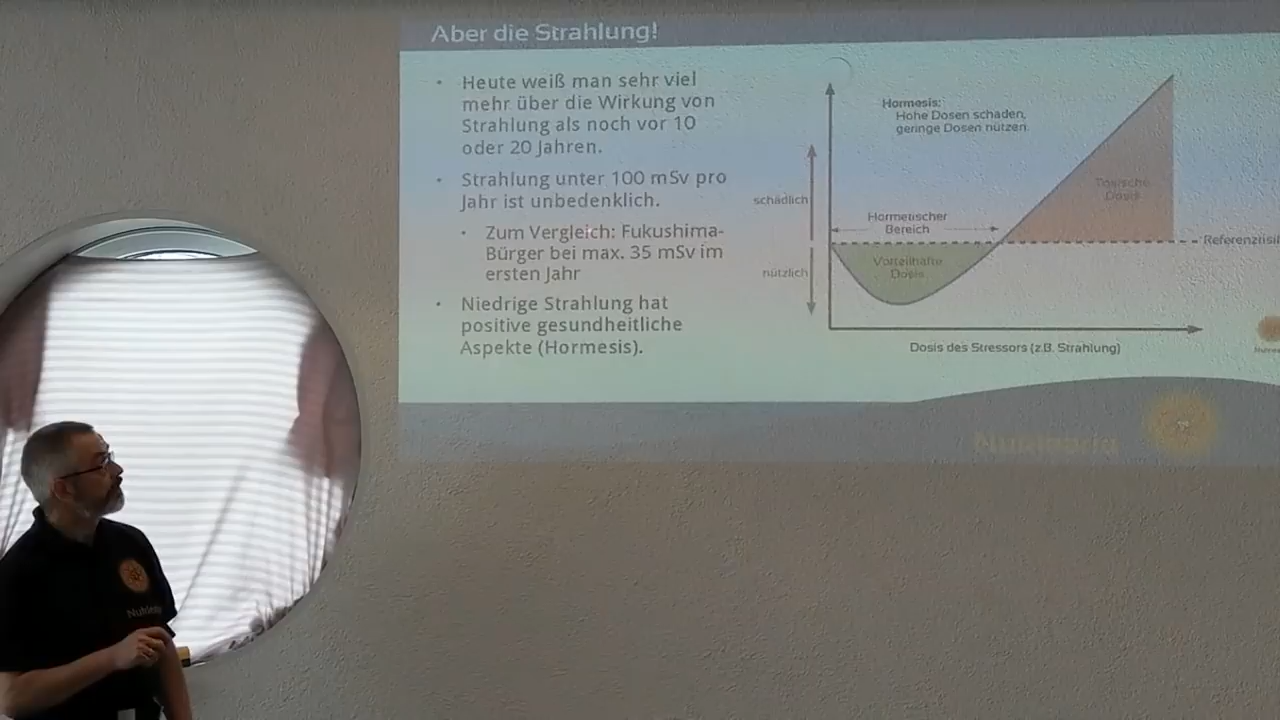 Aber die Strahlung!
• Heute weiß man sehr viel
mehr über die Wirkung von
Strahlung als noch vor 10
oder 20 Jahren.
• Strahlung unter 100 mSv pro
Jahr ist unbedenklich.
• Zum Vergleich: Fukushima-
Bürger bei max. 35 mSv im
ersten Jahr
• Niedrige Strahlung hat
positive gesundheitliche
Aspekte (Hormesis).
Hormesis:
Hohe Dosen schaden,
geringe Dosen nützen.
schädlich
nützlich
Hormetischer
Bereich
Vorteilhafte
Dosis
Toxische
Dosis
Dosis des Stressors (z.B. Strahlung)